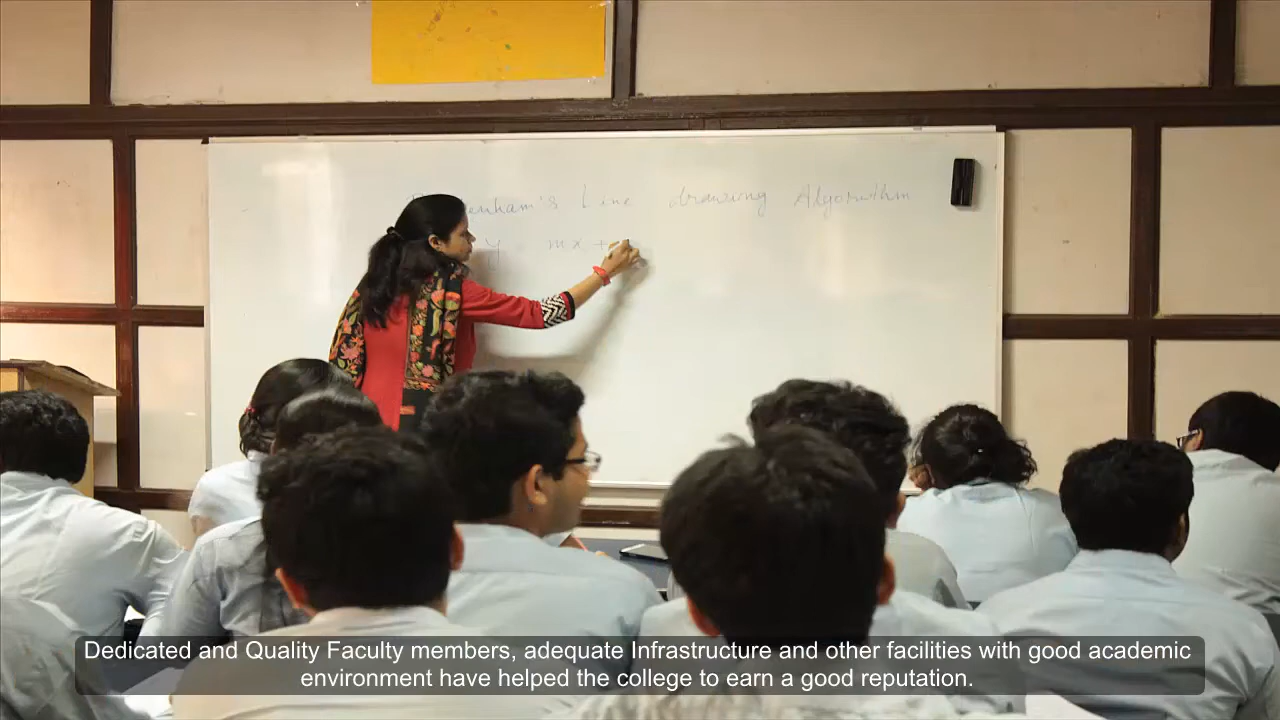 Line drawing Algorithm
y mx +
Dedicated and Quality Faculty members, adequate Infrastructure and other facilities with good academic
environment have helped the college to earn a good reputation.